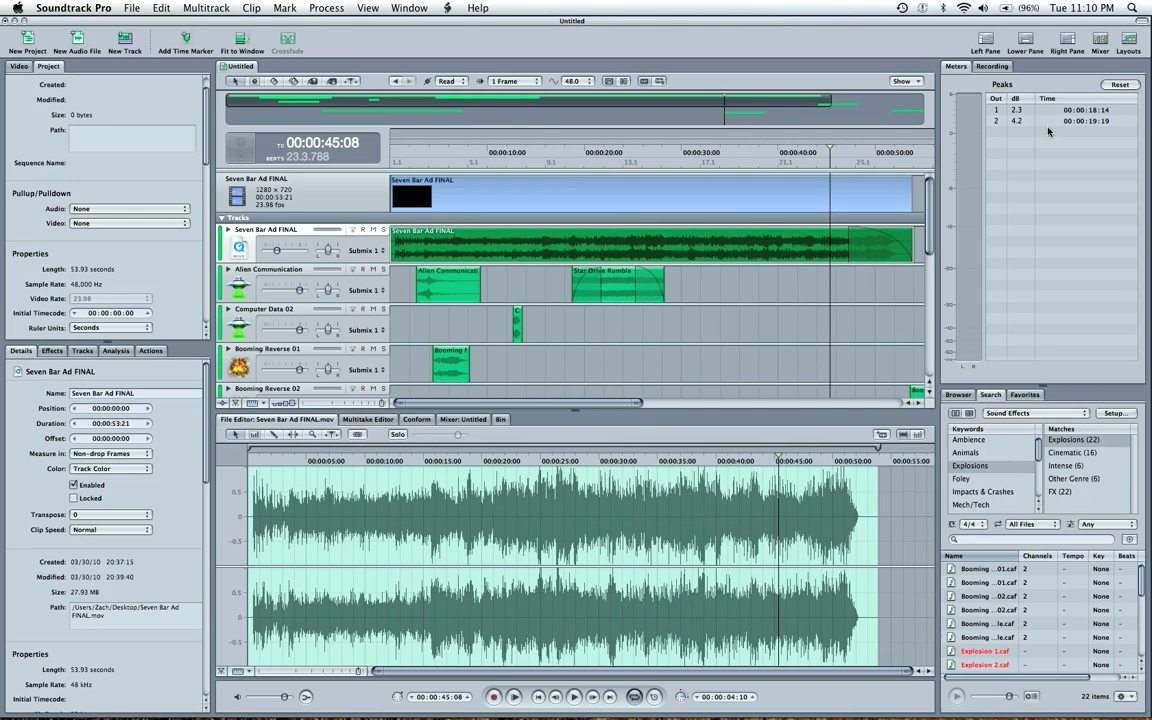 Soundtrack Pro File Edit Multitrack Clip Mark Process View Window Help (96%) Tue 11:10 PM
Untitled
New Project New Audio File New Track Add Time Marker Fit to Window Crossfade Left Pane Lower Pane Right Pane Mixer Layouts
Video Project
Created:
Modified:
Size: 0 bytes
Path:
Sequence Name:
Pullup/Pulldown
Audio: None
Video: None
Properties
Length: 53.93 seconds
Sample Rate: 48,000 Hz
Video Rate: 23.98
Initial Timecode: 00:00:00:00
Ruler Units: Seconds
Details Effects Tracks Analysis Actions
Seven Bar Ad FINAL
Name: Seven Bar Ad FINAL
Position: 00:00:00:00
Duration: 00:00:53:21
Offset: 00:00:00:00
Measure in: Non-drop Frames
Color: Track Color
Enabled
Locked
Transpose: 0
Clip Speed: Normal
Created: 03/30/10 20:37:15
Modified: 03/30/10 20:39:40
Size: 27.93 MB
Path: /Users/Zach/Desktop/Seven Bar Ad
FINAL.mov
Properties
Length: 53.93 seconds
Sample Rate: 48 kHz
Initial Timecode:
Untitled
Read 1 Frame 48.0 Show
TC 00:00:45:08
BEATS 23.3.788
00:00:10:00 00:00:20:00 00:00:30:00 00:00:40:00 00:00:50:00
1.1 5.1 9.1 13.1 17.1 21.1 25.1
Seven Bar Ad FINAL
1280 × 720
00:00:53:21
23.98 fps
Seven Bar Ad FINAL
Tracks
Seven Bar Ad FINAL R M S
L R Submix 1
Seven Bar Ad FINAL
Alien Communication R M S
L R Submix 1
Alien Communicati Star Drive Rumble
Computer Data 02 R M S
L R Submix 1
C
Booming Reverse 01 R M S
L R Submix 1
Booming F
Booming Reverse 02 R M S
Boo
File Editor: Seven Bar Ad FINAL.mov Multitake Editor Conform Mixer: Untitled Bin
Solo
00:00:05:00 00:00:10:00 00:00:15:00 00:00:20:00 00:00:25:00 00:00:30:00 00:00:35:00 00:00:40:00 00:00:45:00 00:00:50:00 00:00:55:00
0.5
0
-0.5
0.5
0
-0.5
00:00:45:08 00:00:04:10
Meters Recording
Peaks Reset
Out dB Time
1 2.3 00:00:18:14
2 4.2 00:00:19:19
L R
Browser Search Favorites
Sound Effects Setup...
Keywords Matches
Ambience Explosions (22)
Animals Cinematic (16)
Explosions Intense (6)
Foley Other Genre (6)
Impacts & Crashes FX (22)
Mech/Tech
4/4 All Files Any
Name Channels Tempo Key Beats
Booming ...01.caf 2 - None
Booming ...01.caf 2 - None
Booming ...02.caf 2 - None
Booming ...02.caf 2 - None
Booming ...le.caf 2 - None
Booming ...le.caf 2 - None
Explosion 1.caf - None
Explosion 2.caf - None
22 items